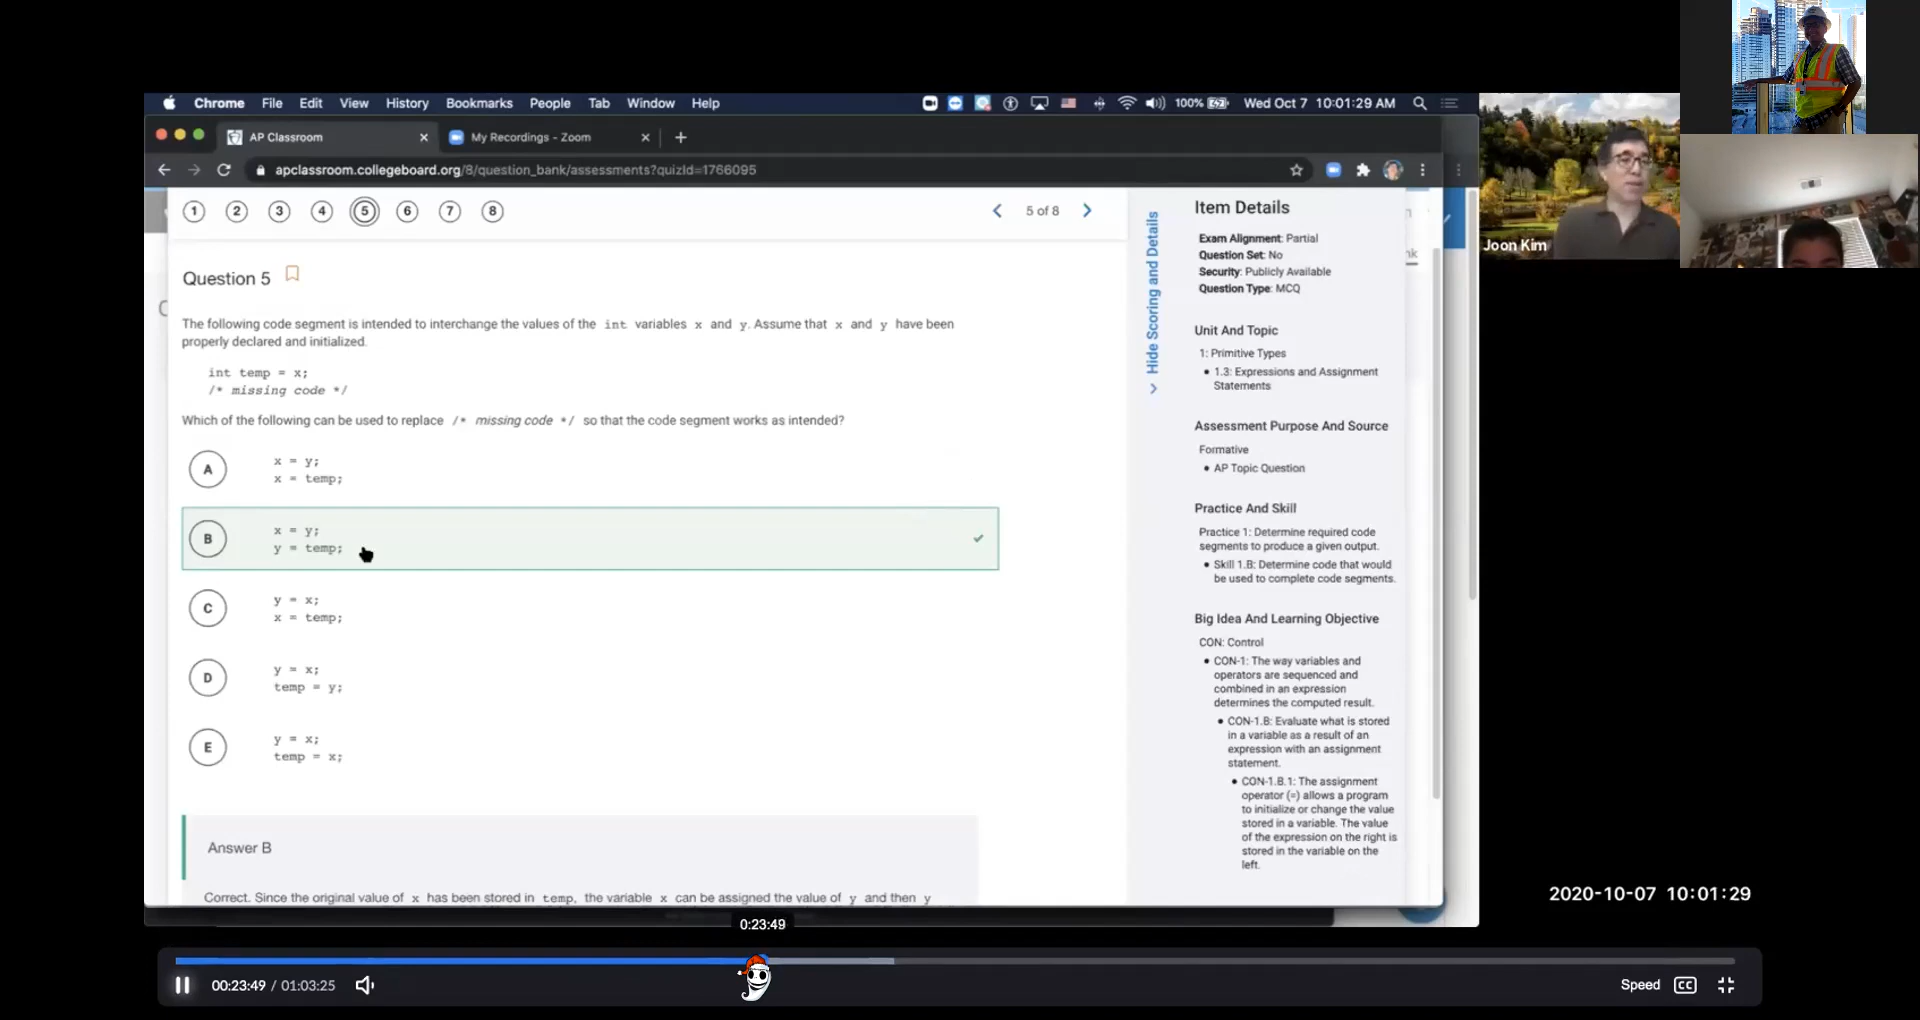 Chrome File Edit View History Bookmarks People Tab Window Help
100% Wed Oct 7 10:01:29 AM
AP Classroom
My Recordings - Zoom
apclassroom.collegeboard.org/8/question_bank/assessments?quizId=1766095
1 2 3 4 5 6 7 8
5 of 8
Question 5
The following code segment is intended to interchange the values of the int variables x and y. Assume that x and y have been
properly declared and initialized.
int temp = x;
/* missing code */
Which of the following can be used to replace /* missing code */ so that the code segment works as intended?
A
x = y;
x = temp;
B
x = y;
y = temp;
C
y = x;
x = temp;
D
y = x;
temp = y;
E
y = x;
temp = x;
Answer B
Correct. Since the original value of x has been stored in temp, the variable x can be assigned the value of y and then y
Hide Scoring and Details
Item Details
Exam Alignment: Partial
Question Set: No
Security: Publicly Available
Question Type: MCQ
Unit And Topic
1: Primitive Types
• 1.3: Expressions and Assignment
Statements
Assessment Purpose And Source
Formative
• AP Topic Question
Practice And Skill
Practice 1: Determine required code
segments to produce a given output.
• Skill 1.B: Determine code that would
be used to complete code segments.
Big Idea And Learning Objective
CON: Control
• CON-1: The way variables and
operators are sequenced and
combined in an expression
determines the computed result.
• CON-1.B: Evaluate what is stored
in a variable as a result of an
expression with an assignment
statement.
• CON-1.B.1: The assignment
operator (=) allows a program
to initialize or change the value
stored in a variable. The value
of the expression on the right is
stored in the variable on the
left.
Joon Kim
2020-10-07 10:01:29
0:23:49
00:23:49 / 01:03:25
Speed CC